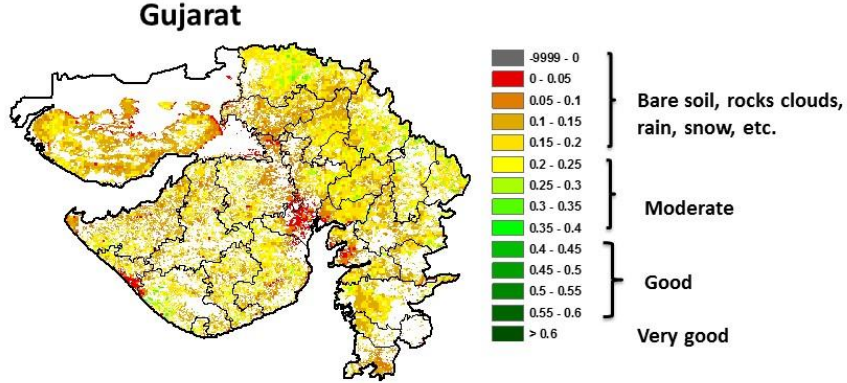 Gujarat
-9999 - 0
0 - 0.05
0.05 - 0.1
0.1 - 0.15
0.15 - 0.2
0.2 - 0.25
0.25 - 0.3
0.3 - 0.35
0.35 - 0.4
0.4 - 0.45
0.45 - 0.5
0.5 - 0.55
0.55 - 0.6
> 0.6
Bare soil, rocks clouds,
rain, snow, etc.
Moderate
Good
Very good